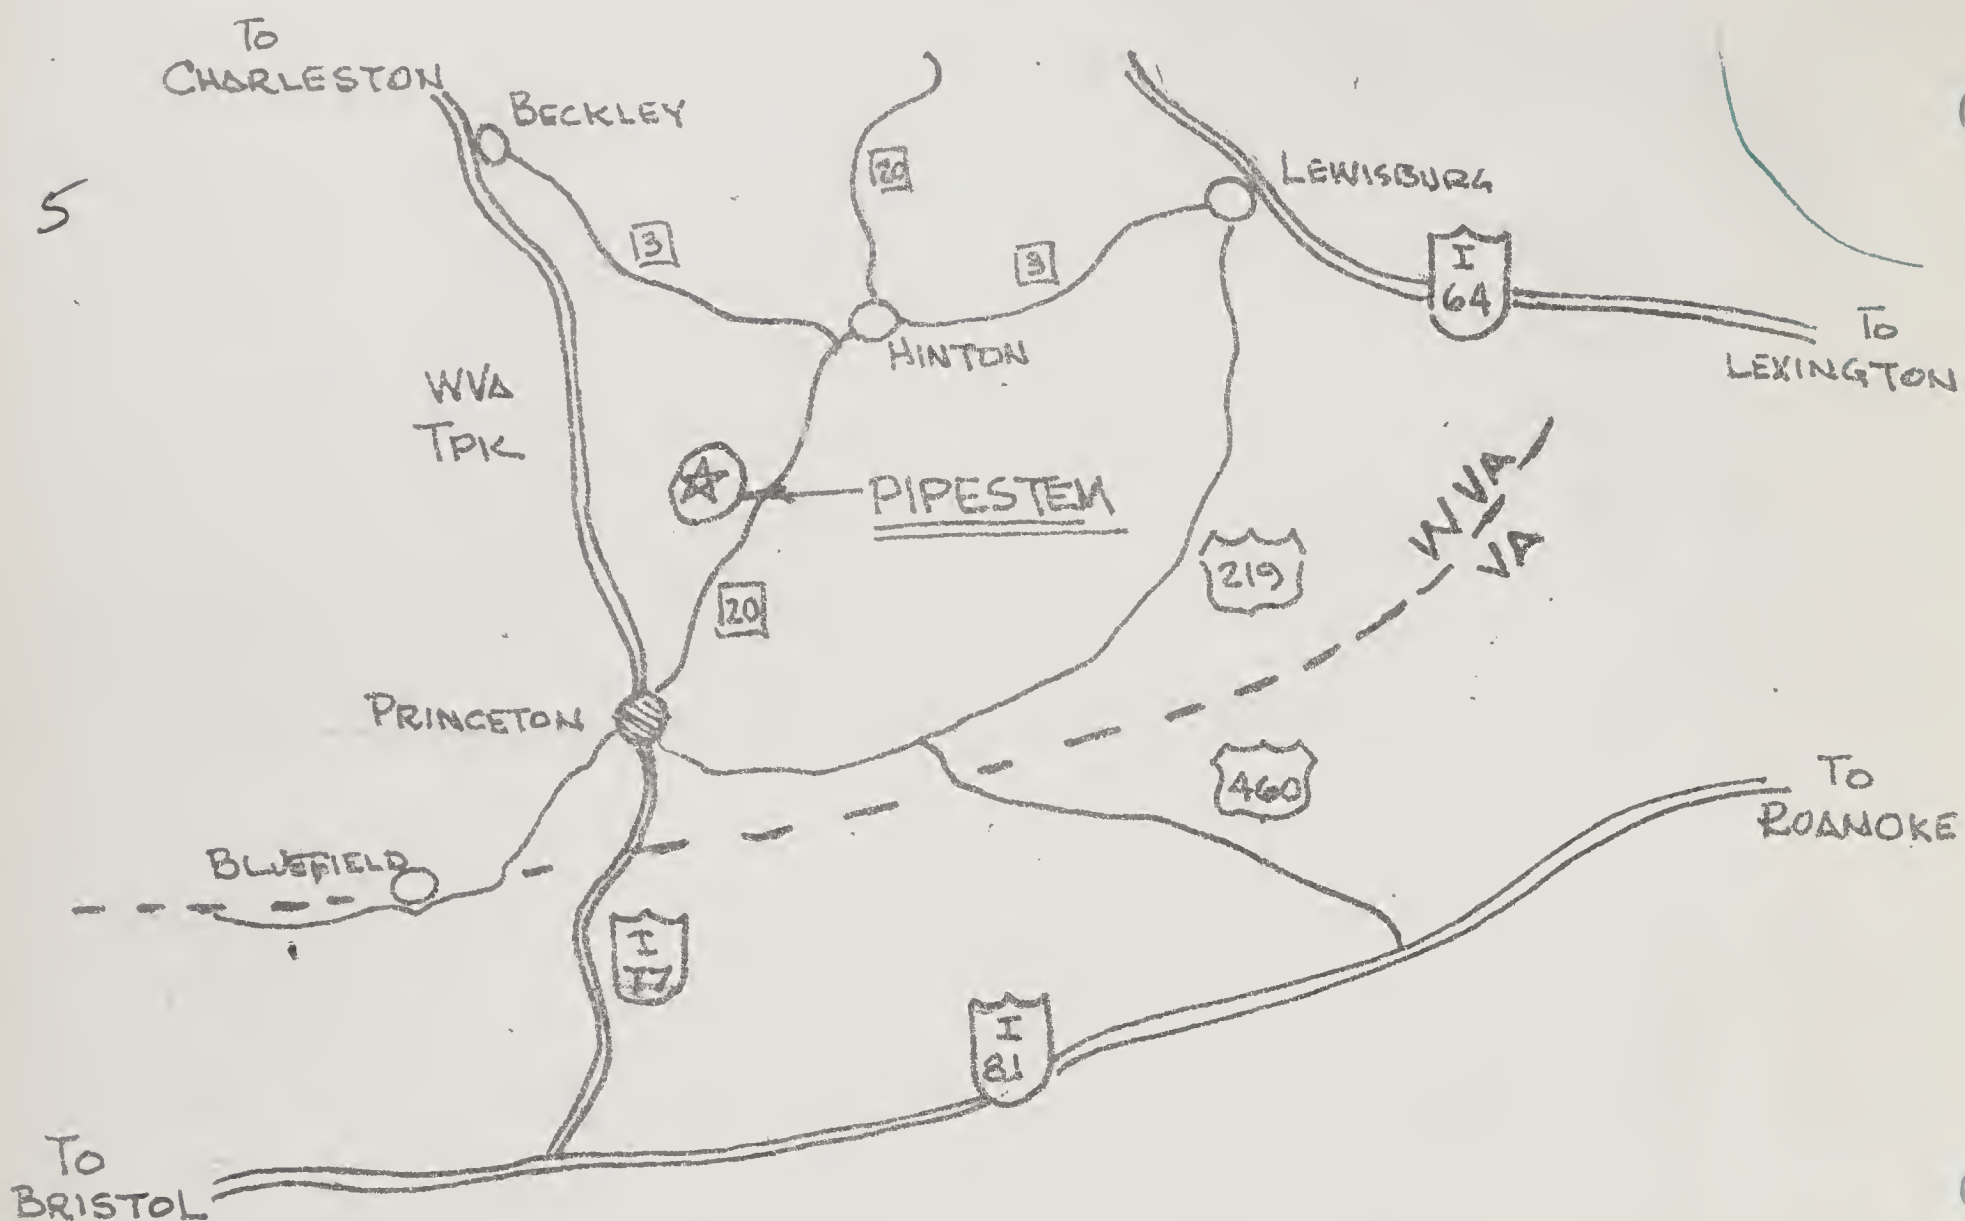 To
CHARLESTON
BECKLEY
20
LEWISBURG
5
3
3
I
64
To
LEXINGTON
HINTON
WVA
TPK
PIPESTEM
W VA
VA
219
20
PRINCETON
460
To
ROANOKE
BLUEFIELD
I
77
I
81
To
BRISTOL